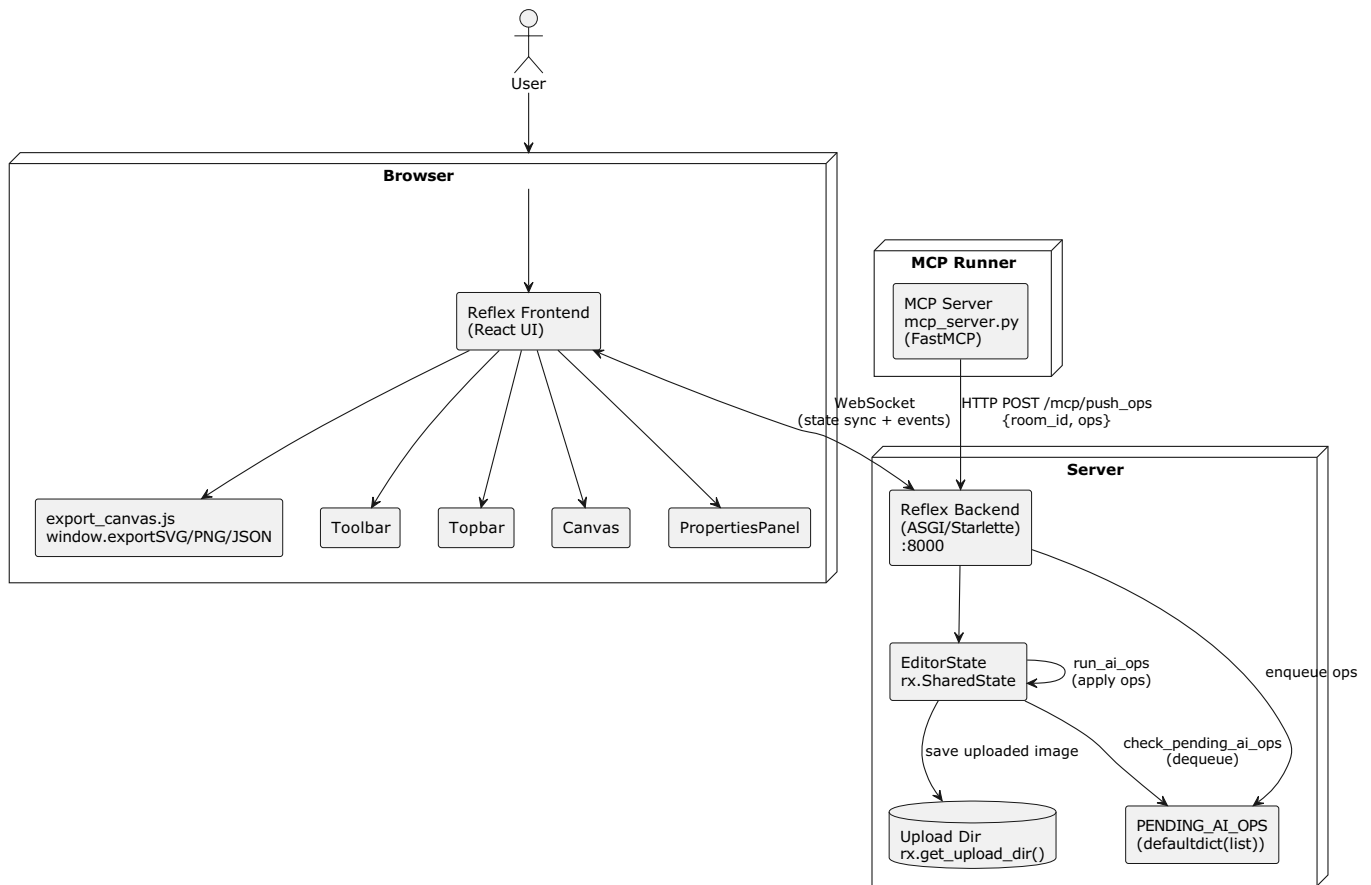 User
Browser
MCP Runner
MCP Server
mcp_server.py
(FastMCP)
Reflex Frontend
(React UI)
WebSocket
(state sync + events)
HTTP POST /mcp/push_ops
{room_id, ops}
Server
export_canvas.js
window.exportSVG/PNG/JSON
Toolbar
Topbar
Canvas
PropertiesPanel
Reflex Backend
(ASGI/Starlette)
:8000
EditorState
rx.SharedState
run_ai_ops
(apply ops)
enqueue ops
save uploaded image
check_pending_ai_ops
(dequeue)
Upload Dir
rx.get_upload_dir()
PENDING_AI_OPS
(defaultdict(list))